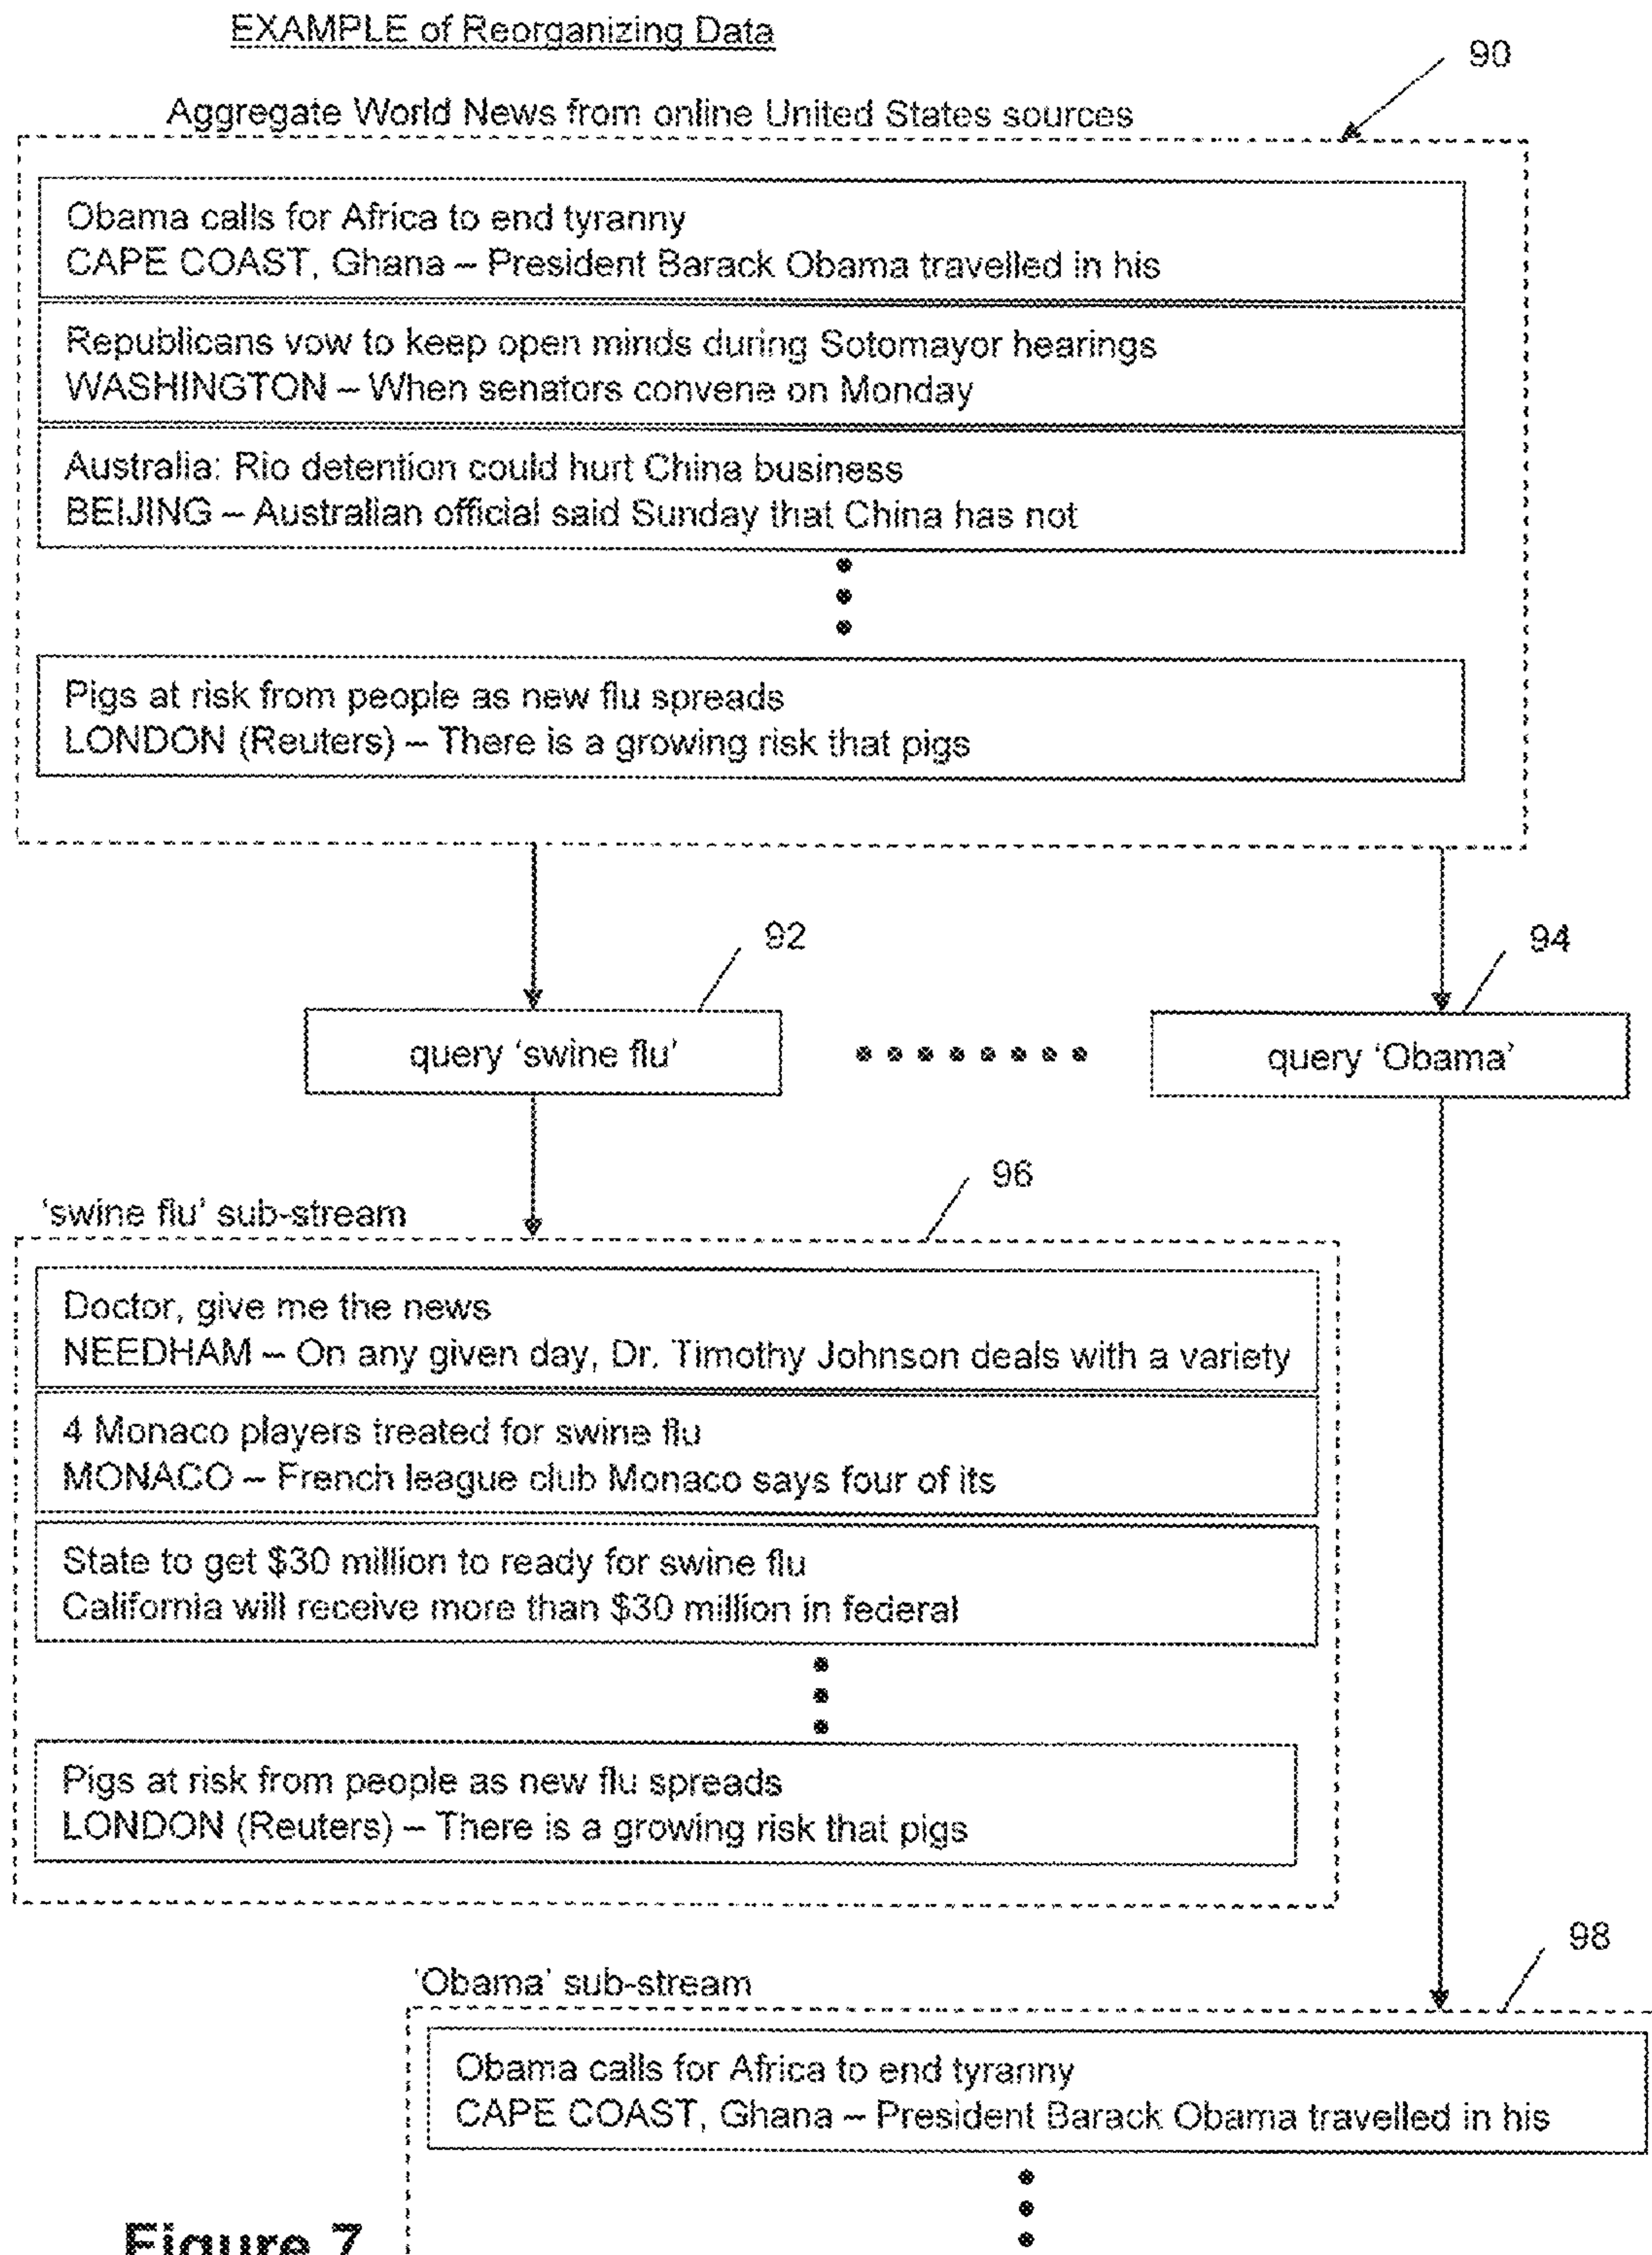 EXAMPLE of Reorganizing Data
90
Aggregate World News from online United States sources
Obama calls for Africa to end tyranny
CAPE COAST, Ghana – President Barack Obama travelled in his
Republicans vow to keep open minds during Sotomayor hearings
WASHINGTON – When senators convene on Monday
Australia: Rio detention could hurt China business
BEIJING – Australian official said Sunday that China has not
Pigs at risk from people as new flu spreads
LONDON (Reuters) – There is a growing risk that pigs
92
94
query ‘swine flu’
query ‘Obama’
96
‘swine flu’ sub-stream
Doctor, give me the news
NEEDHAM – On any given day, Dr. Timothy Johnson deals with a variety
4 Monaco players treated for swine flu
MONACO – French league club Monaco says four of its
State to get $30 million to ready for swine flu
California will receive more than $30 million in federal
Pigs at risk from people as new flu spreads
LONDON (Reuters) – There is a growing risk that pigs
98
‘Obama’ sub-stream
Obama calls for Africa to end tyranny
CAPE COAST, Ghana – President Barack Obama travelled in his
Figure 7